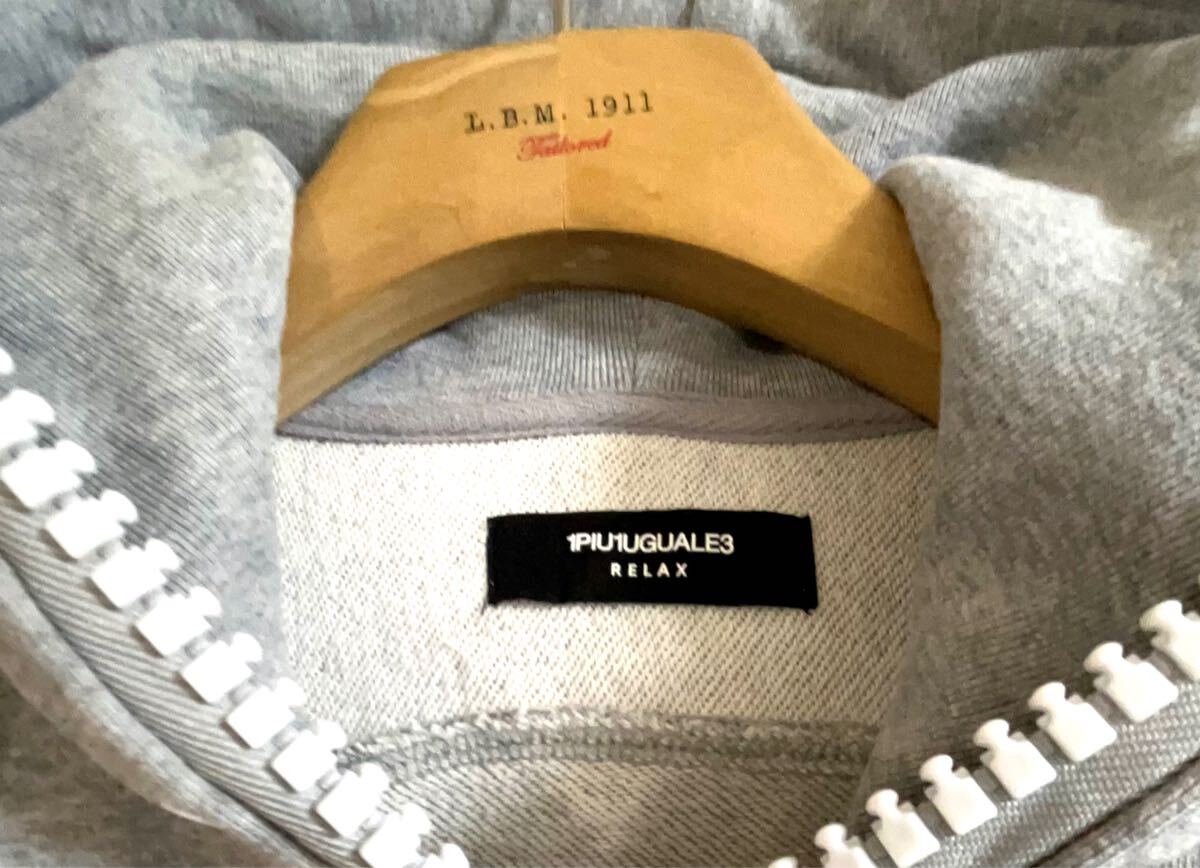 L.B.M. 1911
Tailored
1PIU1UGUALE3
RELAX